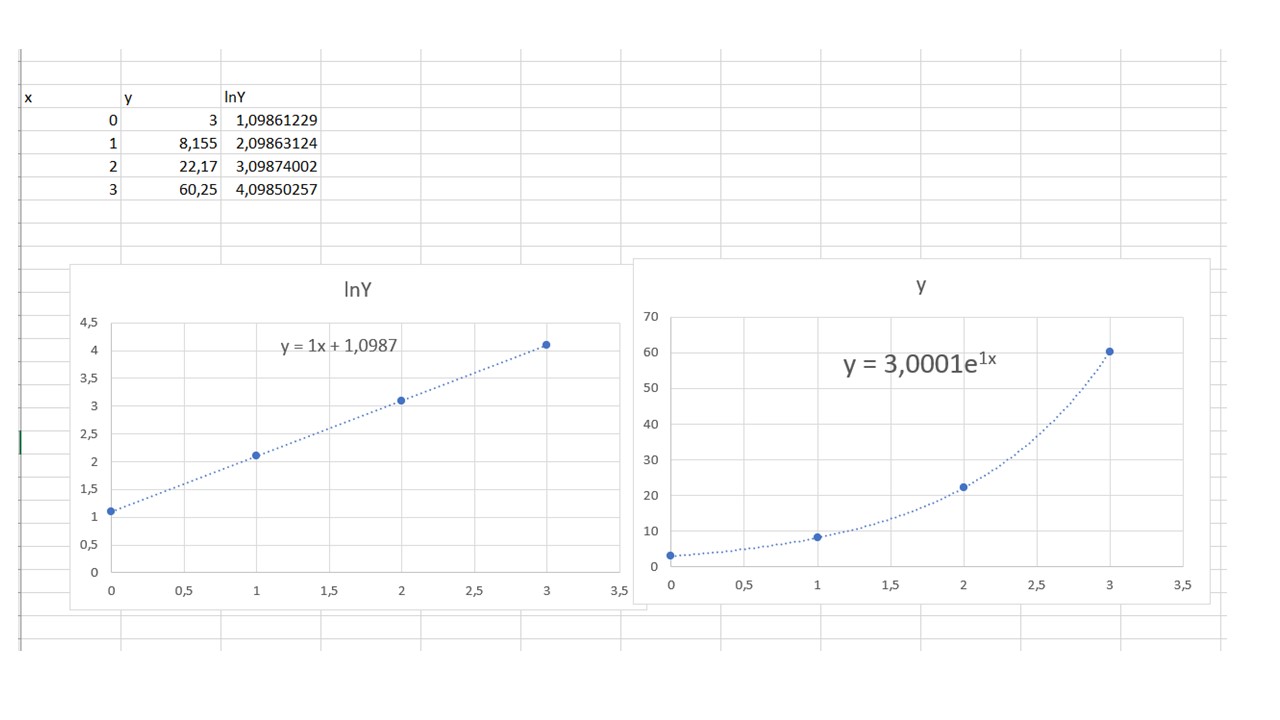 x y lnY
0 3 1,09861229
1 8,155 2,09863124
2 22,17 3,09874002
3 60,25 4,09850257
lnY
4,5
4
3,5
3
2,5
2
1,5
1
0,5
0
y = 1x + 1,0987
0 0,5 1 1,5 2 2,5 3 3,5
y
70
60
50
40
30
20
10
0
y = 3,0001e^1x
0 0,5 1 1,5 2 2,5 3 3,5